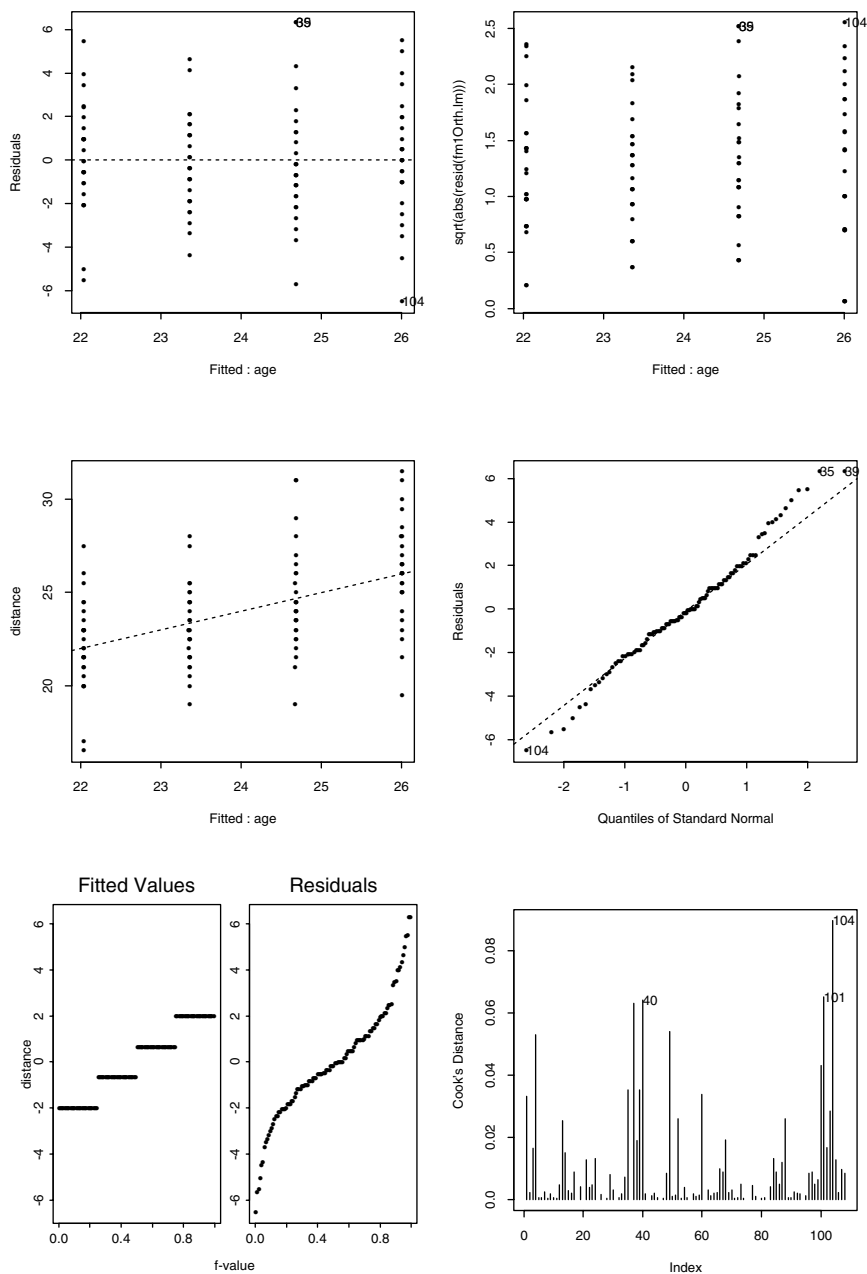 Residuals
6
4
2
0
-2
-4
-6
104
22 23 24 25 26
Fitted : age
sqrt(abs(resid(fm1Orth.lm)))
2.5
2.0
1.5
1.0
0.5
0.0
104
22 23 24 25 26
Fitted : age
distance
30
25
20
22 23 24 25 26
Fitted : age
Residuals
6
4
2
0
-2
-4
-6
35 39
104
-2 -1 0 1 2
Quantiles of Standard Normal
Fitted Values
Residuals
distance
6
4
2
0
-2
-4
-6
0.0 0.4 0.8
6
4
2
0
-2
-4
-6
0.0 0.4 0.8
f-value
Cook's Distance
0.08
0.06
0.04
0.02
0.0
104
40
101
0 20 40 60 80 100
Index